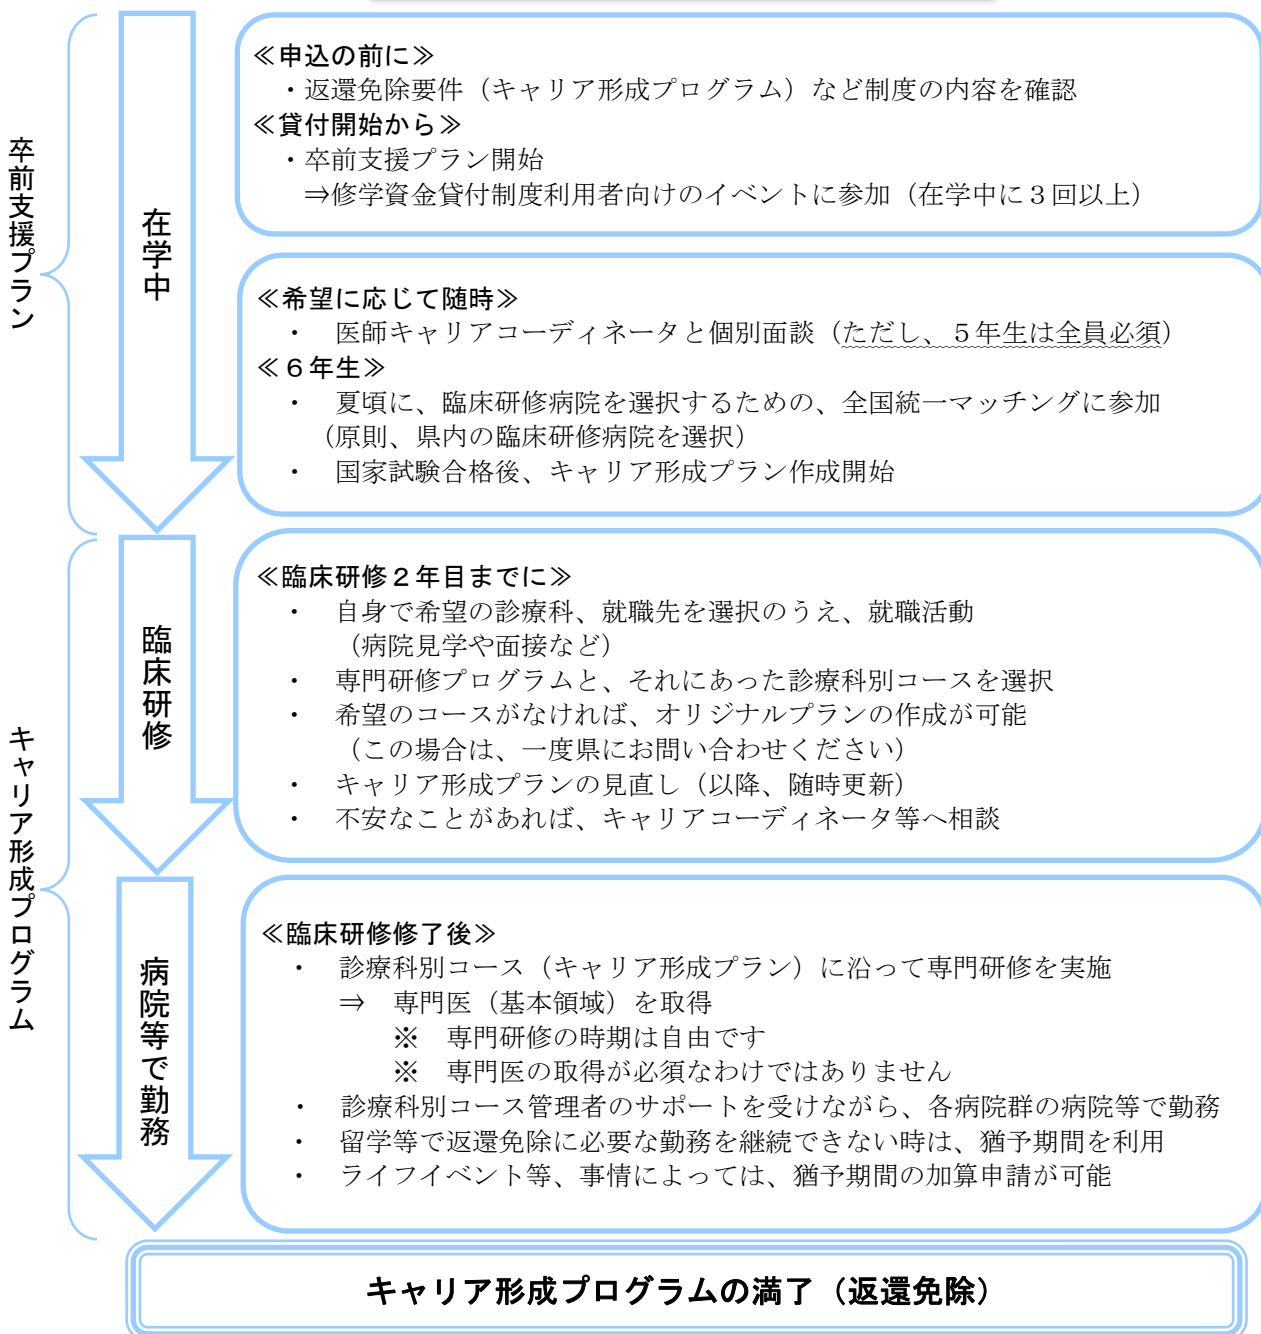 卒前支援プラン
在学中
≪申込の前に≫
・返還免除要件（キャリア形成プログラム）など制度の内容を確認
≪貸付開始から≫
・卒前支援プラン開始
⇒修学資金貸付制度利用者向けのイベントに参加（在学中に３回以上）
≪希望に応じて随時≫
・　医師キャリアコーディネータと個別面談（ただし、５年生は全員必須）
≪６年生≫
・　夏頃に、臨床研修病院を選択するための、全国統一マッチングに参加
（原則、県内の臨床研修病院を選択）
・　国家試験合格後、キャリア形成プラン作成開始
キャリア形成プログラム
臨床研修
≪臨床研修２年目までに≫
・　自身で希望の診療科、就職先を選択のうえ、就職活動
（病院見学や面接など）
・　専門研修プログラムと、それにあった診療科別コースを選択
・　希望のコースがなければ、オリジナルプランの作成が可能
（この場合は、一度県にお問い合わせください）
・　キャリア形成プランの見直し（以降、随時更新）
・　不安なことがあれば、キャリアコーディネータ等へ相談
病院等で勤務
≪臨床研修修了後≫
・　診療科別コース（キャリア形成プラン）に沿って専門研修を実施
⇒　専門医（基本領域）を取得
※　専門研修の時期は自由です
※　専門医の取得が必須なわけではありません
・　診療科別コース管理者のサポートを受けながら、各病院群の病院等で勤務
・　留学等で返還免除に必要な勤務を継続できない時は、猶予期間を利用
・　ライフイベント等、事情によっては、猶予期間の加算申請が可能
キャリア形成プログラムの満了（返還免除）